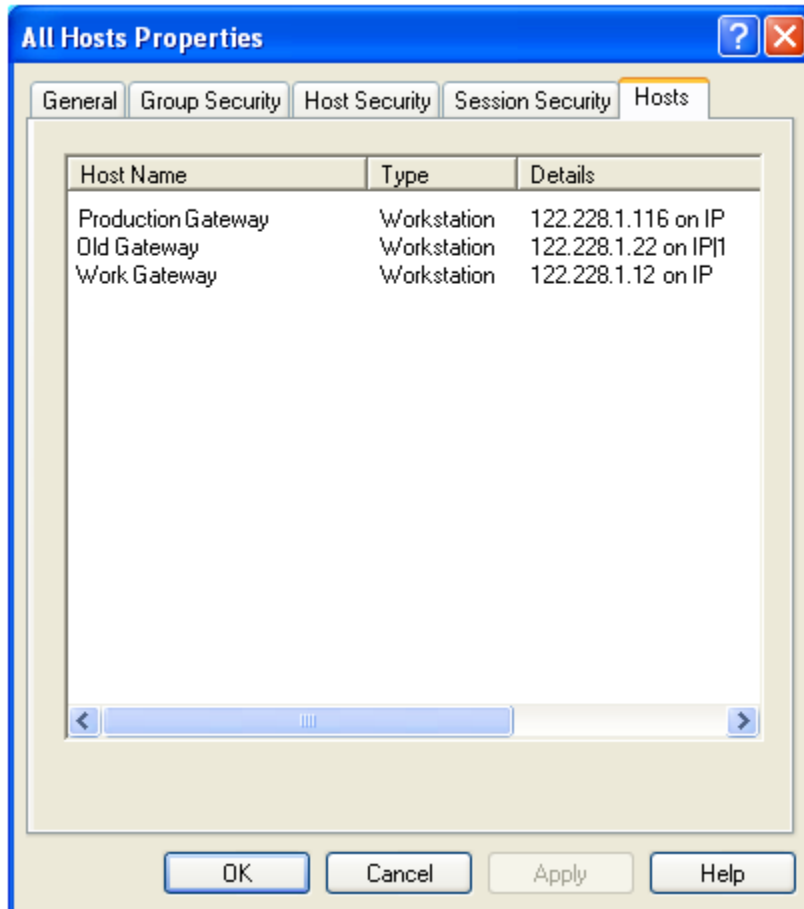 All Hosts Properties
General Group Security Host Security Session Security Hosts
Host Name Type Details
Production Gateway Workstation 122.228.1.116 on IP
Old Gateway Workstation 122.228.1.22 on IP|1
Work Gateway Workstation 122.228.1.12 on IP
OK Cancel Apply Help